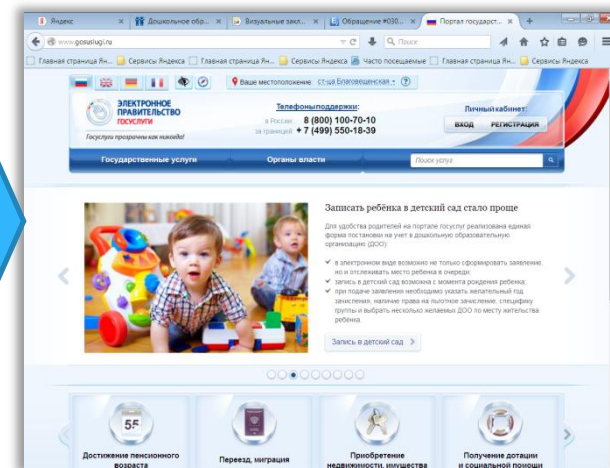 Яндекс
Дошкольное обр...
Визуальные закл...
Обращение #030...
Портал государст...
www.gosuslugi.ru
Поиск
Главная страница Ян...
Сервисы Яндекса
Главная страница Ян...
Сервисы Яндекса
Часто посещаемые
Главная страница Ян...
Сервисы Яндекса
Ваше местоположение: ст-ца Благовещенская
ЭЛЕКТРОННОЕ
ПРАВИТЕЛЬСТВО
ГОСУСЛУГИ
Госуслуги прозрачны как никогда!
Телефоны поддержки:
в России 8 (800) 100-70-10
за границей + 7 (499) 550-18-39
Личный кабинет:
ВХОД РЕГИСТРАЦИЯ
Государственные услуги
Органы власти
Поиск услуг
Записать ребёнка в детский сад стало проще
Для удобства родителей на портале госуслуг реализована единая
форма постановки на учет в дошкольную образовательную
организацию (ДОО):
в электронном виде возможно не только сформировать заявление,
но и отслеживать место ребенка в очереди;
запись в детский сад возможна с момента рождения ребенка;
при подаче заявления необходимо указать желательный год
зачисления, наличие права на льготное зачисление, специфику
группы и выбрать несколько желаемых ДОО по месту жительства
ребёнка.
Запись в детский сад
55
Достижение пенсионного
возраста
Переезд, миграция
Приобретение
недвижимости, имущества
Получение дотации
и социальной помощи